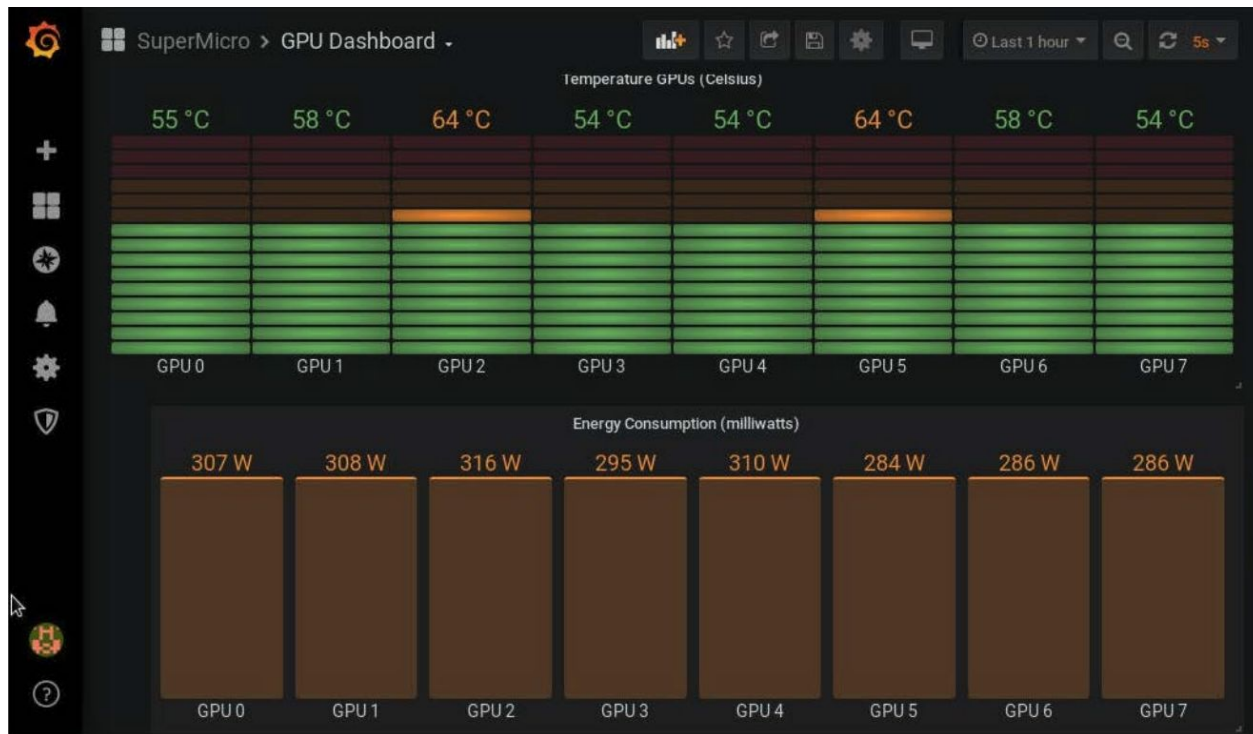 SuperMicro > GPU Dashboard
Last 1 hour
5s
Temperature GPUs (Celsius)
55 °C 58 °C 64 °C 54 °C 54 °C 64 °C 58 °C 54 °C
GPU 0 GPU 1 GPU 2 GPU 3 GPU 4 GPU 5 GPU 6 GPU 7
Energy Consumption (milliwatts)
307 W 308 W 316 W 295 W 310 W 284 W 286 W 286 W
GPU 0 GPU 1 GPU 2 GPU 3 GPU 4 GPU 5 GPU 6 GPU 7